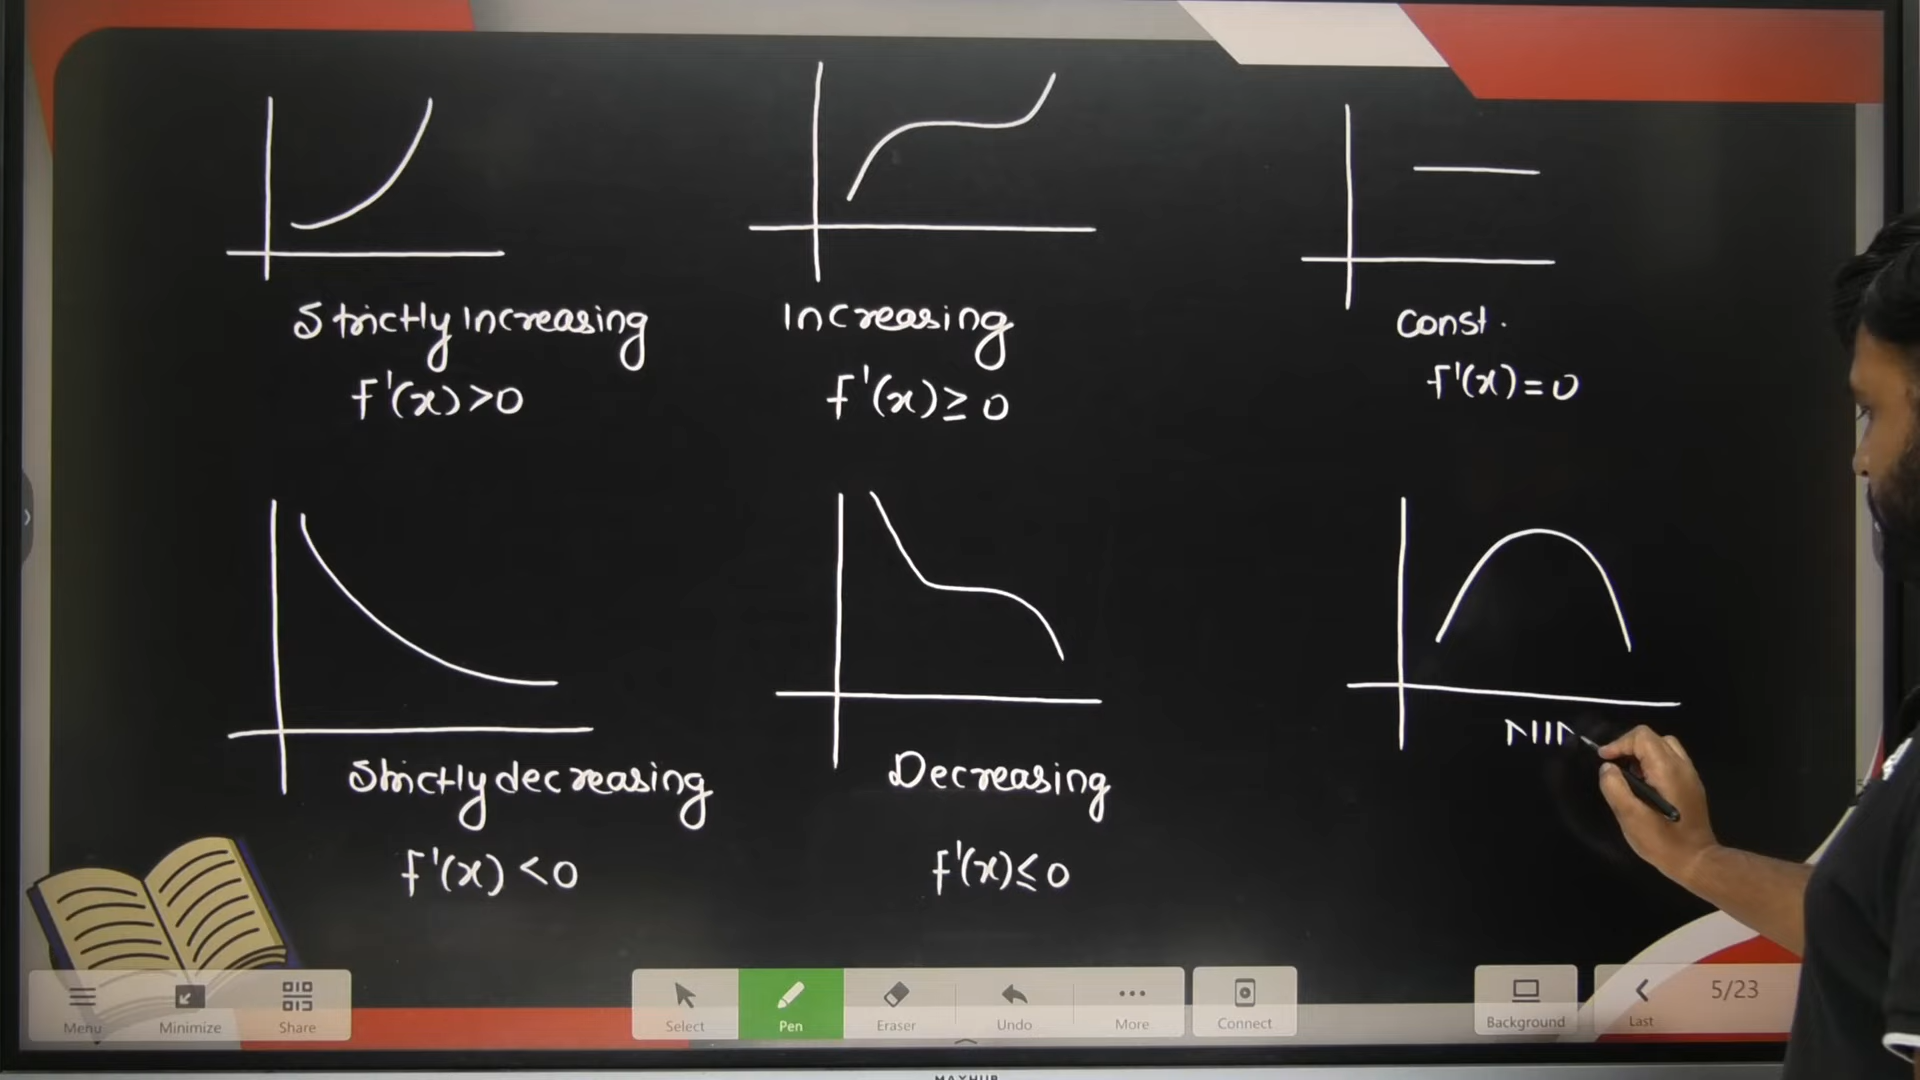 Strictly increasing
f'(x)>0
Increasing
f'(x)≥0
const.
f'(x)=0
Strictly decreasing
f'(x)<0
Decreasing
f'(x)≤0
Menu
Minimize
Share
Select
Pen
Eraser
Undo
More
Connect
Background
Last
5/23
MAXHUB